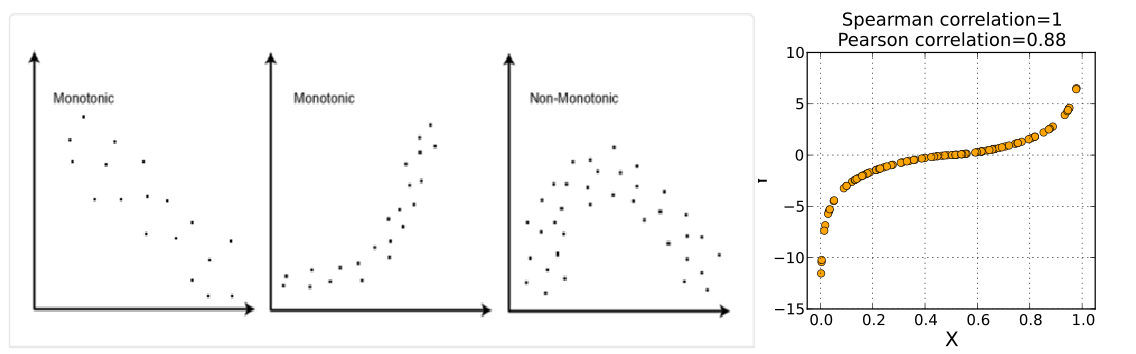 Monotonic
Monotonic
Non-Monotonic
Spearman correlation=1
Pearson correlation=0.88
10
5
0
−5
−10
−15
0.0 0.2 0.4 0.6 0.8 1.0
X